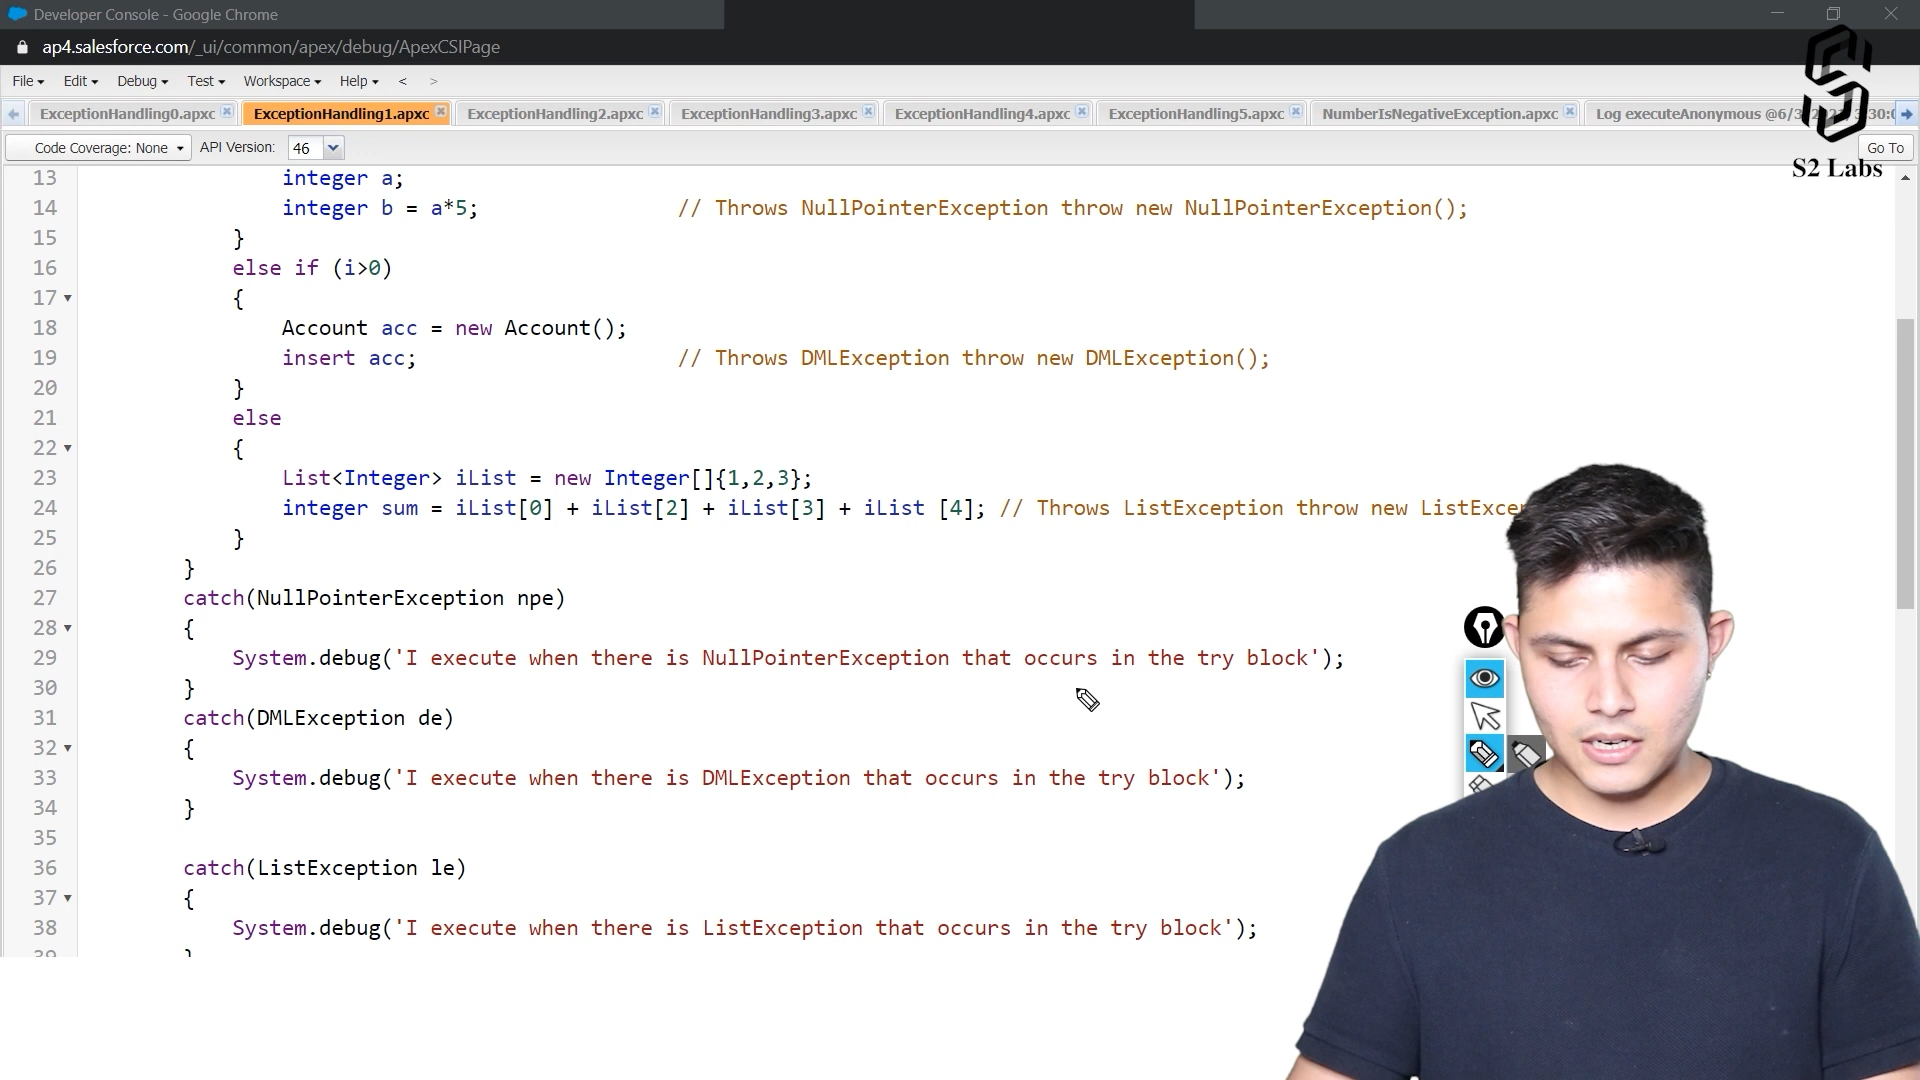 Developer Console - Google Chrome
ap4.salesforce.com/_ui/common/apex/debug/ApexCSIPage
File Edit Debug Test Workspace Help < >
ExceptionHandling0.apxc ExceptionHandling1.apxc ExceptionHandling2.apxc ExceptionHandling3.apxc ExceptionHandling4.apxc ExceptionHandling5.apxc NumberIsNegativeException.apxc Log executeAnonymous
Code Coverage: None API Version: 46 Go To
S2 Labs
13 integer a;
14 integer b = a*5; // Throws NullPointerException throw new NullPointerException();
15 }
16 else if (i>0)
17 {
18 Account acc = new Account();
19 insert acc; // Throws DMLException throw new DMLException();
20 }
21 else
22 {
23 List<Integer> iList = new Integer[]{1,2,3};
24 integer sum = iList[0] + iList[2] + iList[3] + iList [4]; // Throws ListException throw new
25 }
26 }
27 catch(NullPointerException npe)
28 {
29 System.debug('I execute when there is NullPointerException that occurs in the try block');
30 }
31 catch(DMLException de)
32 {
33 System.debug('I execute when there is DMLException that occurs in the try block');
34 }
35
36 catch(ListException le)
37 {
38 System.debug('I execute when there is ListException that occurs in the try block');
39 }